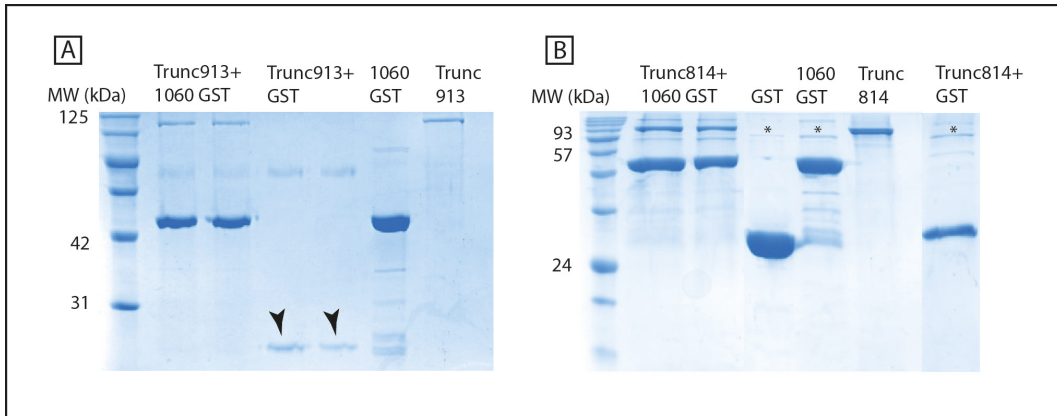 A
Trunc913+
1060 GST
Trunc913+
GST
1060
GST
Trunc
913
MW (kDa)
125
42
31
B
Trunc814+
1060 GST
GST
1060
GST
Trunc
814
Trunc814+
GST
MW (kDa)
93
57
24
*
*
*